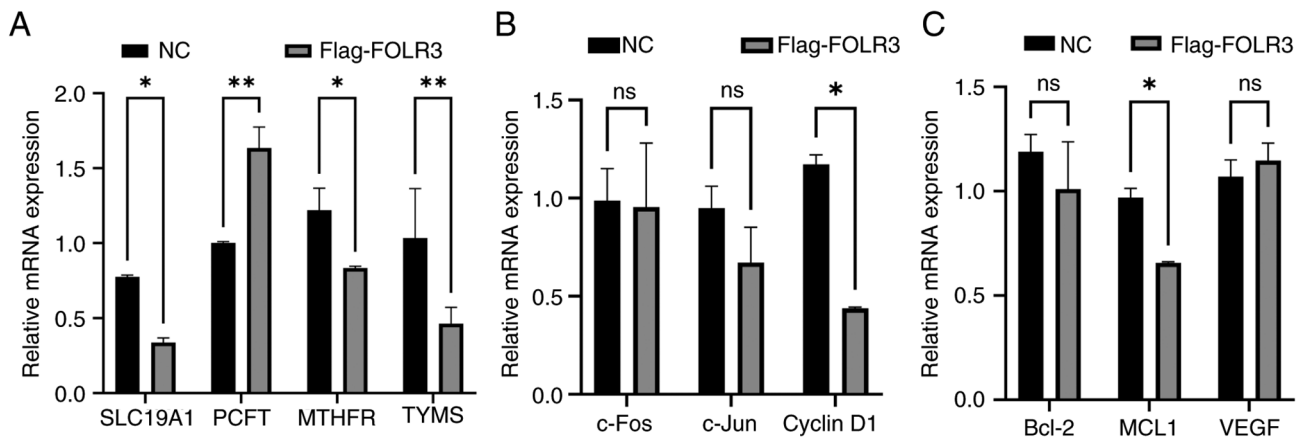 A
NC
Flag-FOLR3
Relative mRNA expression
2.0
1.5
1.0
0.5
0.0
*
**
*
**
SLC19A1
PCFT
MTHFR
TYMS
B
NC
Flag-FOLR3
Relative mRNA expression
1.5
1.0
0.5
0.0
ns
ns
*
c-Fos
c-Jun
Cyclin D1
C
NC
Flag-FOLR3
Relative mRNA expression
1.5
1.0
0.5
0.0
ns
*
ns
Bcl-2
MCL1
VEGF